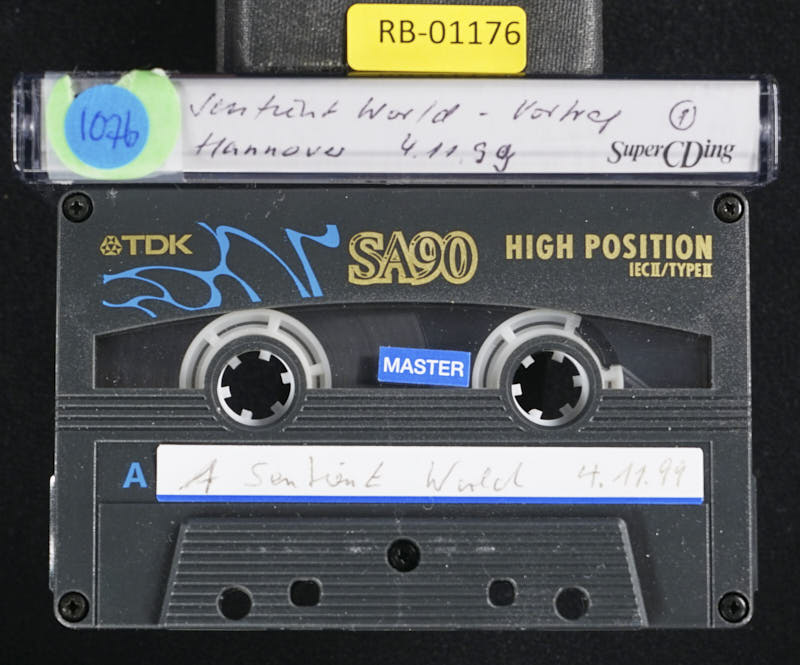 RB-01176
1076
Sentient World - Vortrag 1
Hannover 4.11.99
SuperCDing
TDK SA90 HIGH POSITION
IECII/TYPEII
MASTER
A
A Sentient World 4.11.99